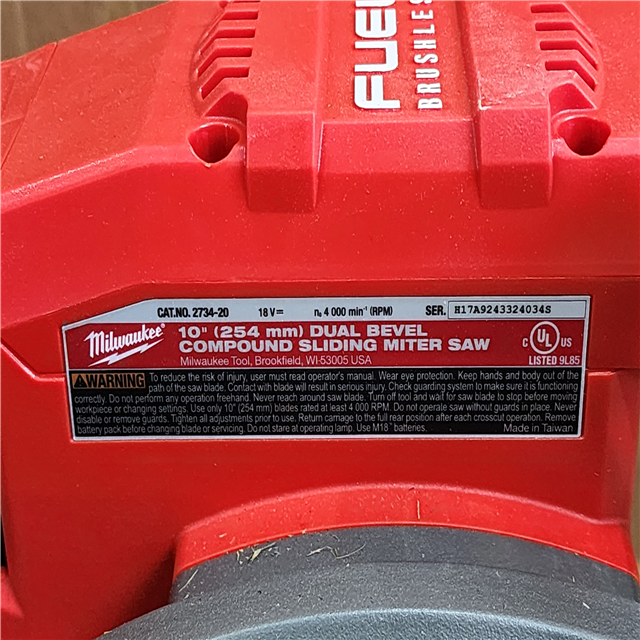 FUEL
BRUSHLES
CAT.NO. 2734-20 18 V⎓ n₀ 4 000 min⁻¹ (RPM) SER. H17A9243324034S
Milwaukee
10" (254 mm) DUAL BEVEL
COMPOUND SLIDING MITER SAW
Milwaukee Tool, Brookfield, WI 53005 USA
C UL US
LISTED 9L85
WARNING To reduce the risk of injury, user must read operator's manual. Wear eye protection. Keep hands and body out of the
path of the saw blade. Contact with blade will result in serious injury. Check guarding system to make sure it is functioning
correctly. Do not perform any operation freehand. Never reach around saw blade. Turn off tool and wait for saw blade to stop before moving
workpiece or changing settings. Use only 10" (254 mm) blades rated at least 4 000 RPM. Do not operate saw without guards in place. Never
disable or remove guards. Tighten all adjustments prior to use. Return carriage to the full rear position after each crosscut operation. Remove
battery pack before changing blade or servicing. Do not stare at operating lamp. Use M18™ batteries. Made in Taiwan